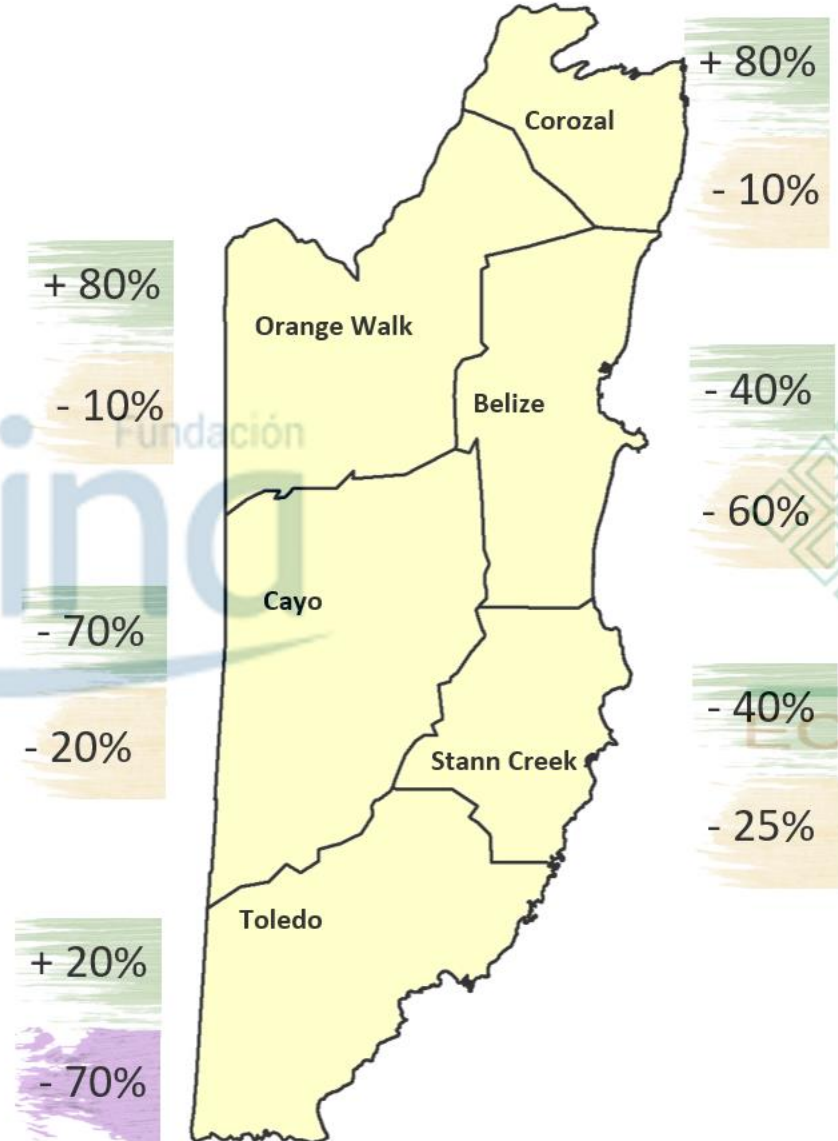 + 80%
Corozal
- 10%
+ 80%
Orange Walk
- 10%
Fundación
Belize
- 40%
- 60%
Cayo
- 70%
- 20%
- 40%
Stann Creek
- 25%
Toledo
+ 20%
- 70%